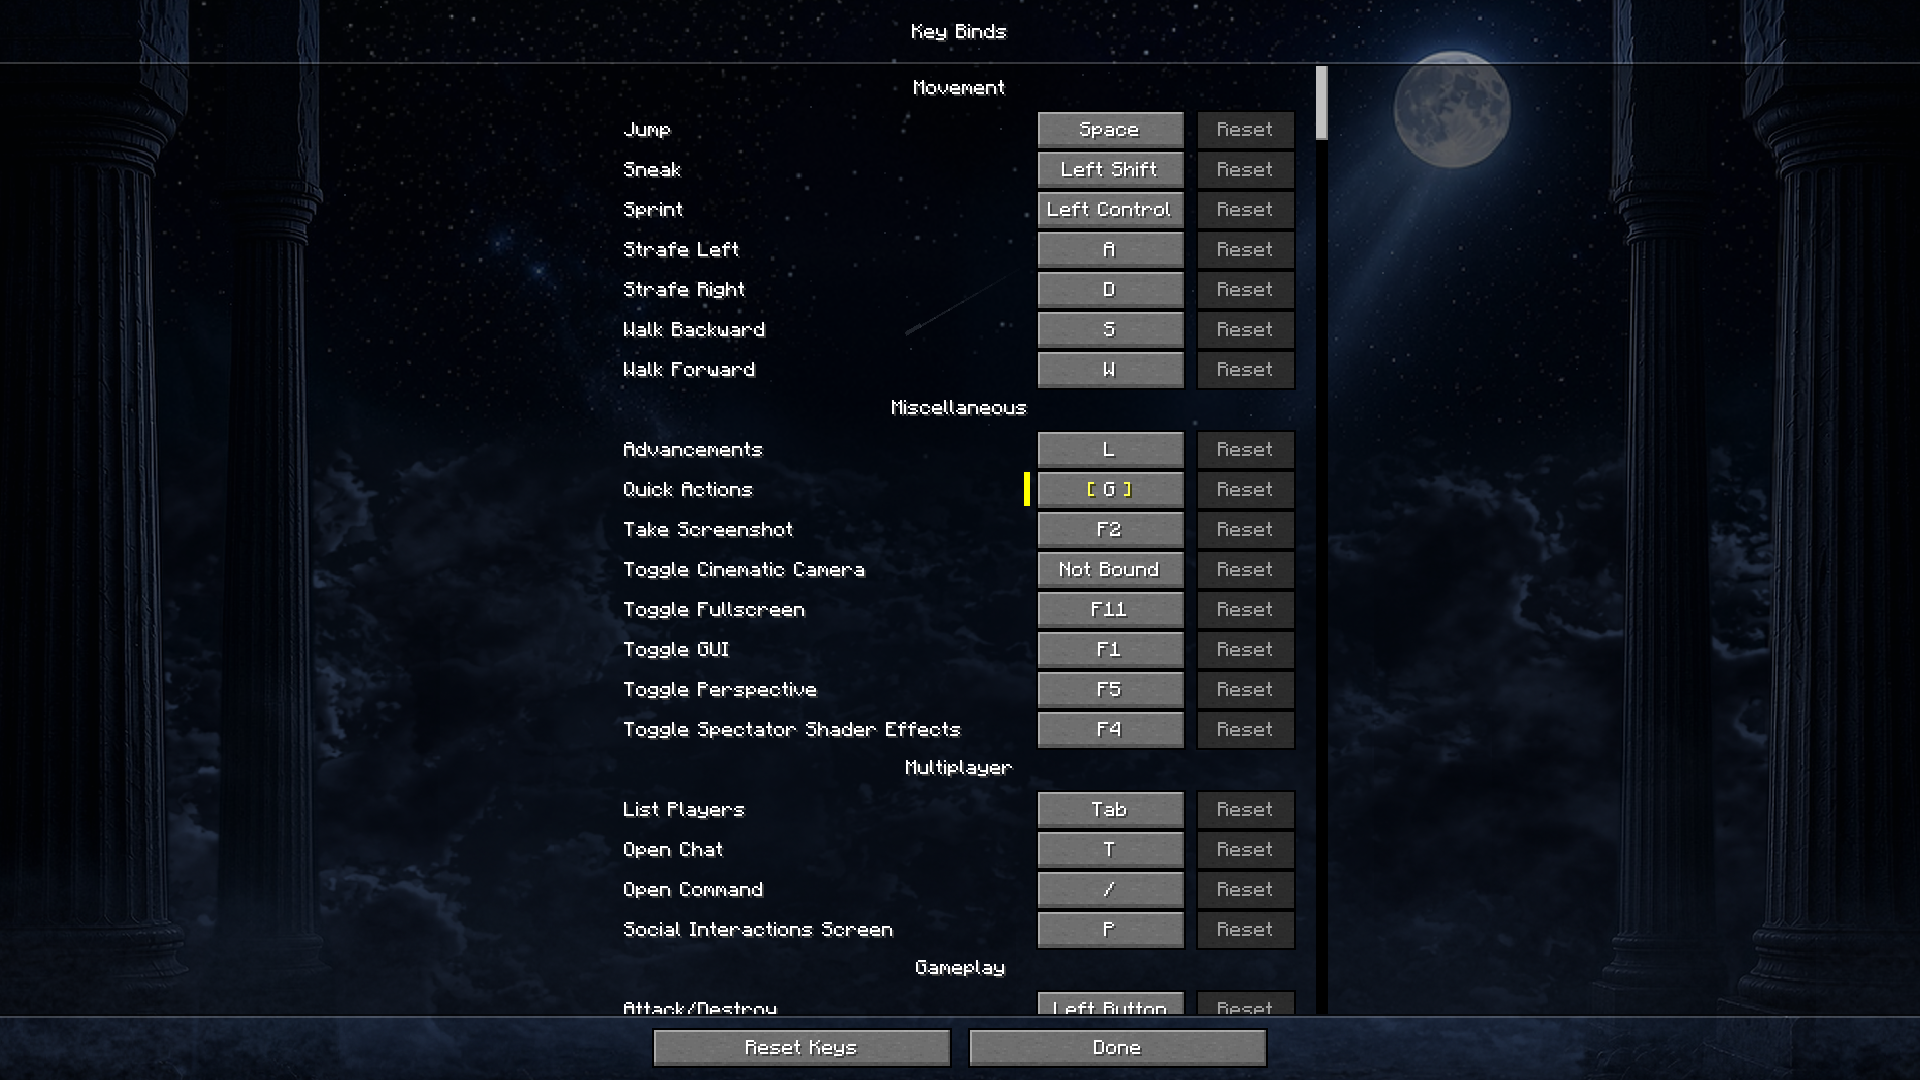 Key Binds
Movement
Jump Space Reset
Sneak Left Shift Reset
Sprint Left Control Reset
Strafe Left A Reset
Strafe Right D Reset
Walk Backward S Reset
Walk Forward W Reset
Miscellaneous
Advancements L Reset
Quick Actions [ G ] Reset
Take Screenshot F2 Reset
Toggle Cinematic Camera Not Bound Reset
Toggle Fullscreen F11 Reset
Toggle GUI F1 Reset
Toggle Perspective F5 Reset
Toggle Spectator Shader Effects F4 Reset
Multiplayer
List Players Tab Reset
Open Chat T Reset
Open Command / Reset
Social Interactions Screen P Reset
Gameplay
Attack/Destroy Left Button Reset
Reset Keys Done